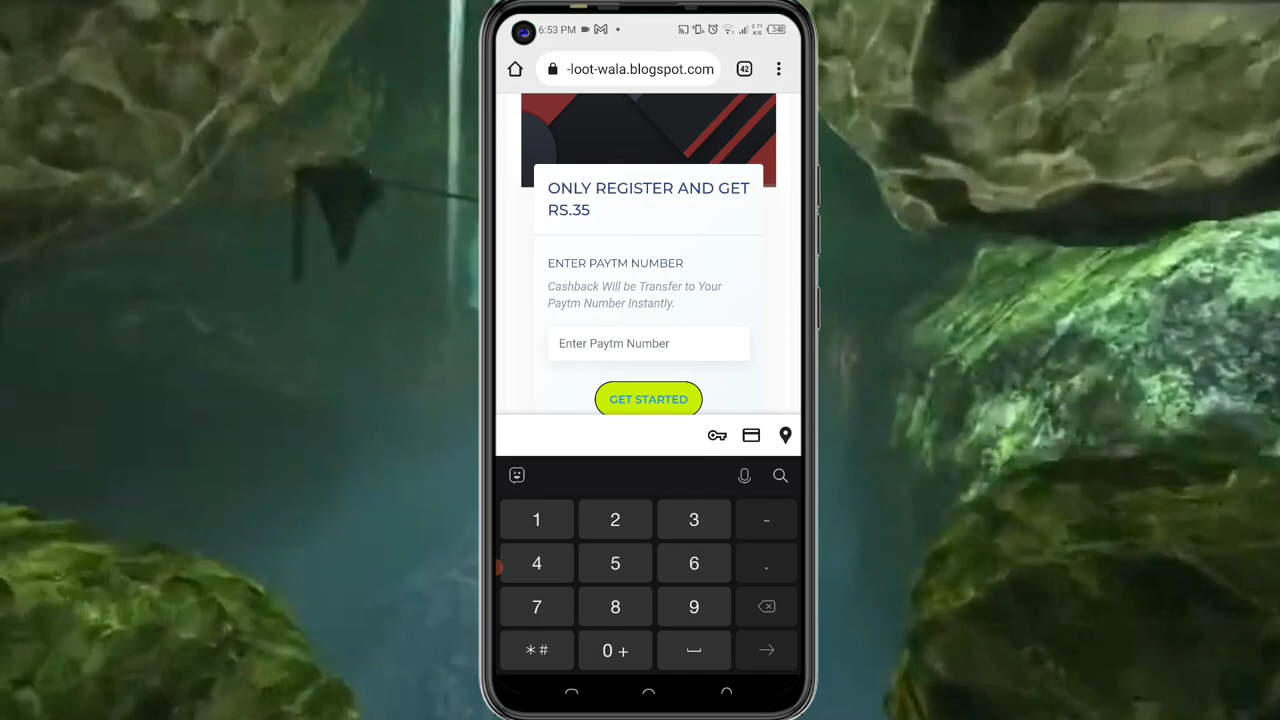 6:53 PM
2.71
K/S
-loot-wala.blogspot.com
42
ONLY REGISTER AND GET
RS.35
ENTER PAYTM NUMBER
Cashback Will be Transfer to Your
Paytm Number Instantly.
Enter Paytm Number
GET STARTED
1 2 3 -
4 5 6 .
7 8 9
*# 0 +